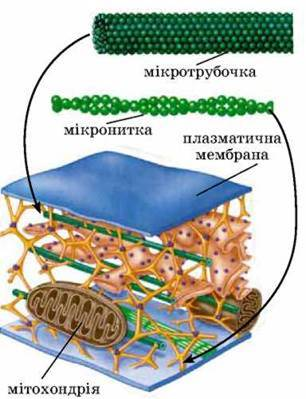 мікротрубочка
мікронитка
плазматична
мембрана
мітохондрія